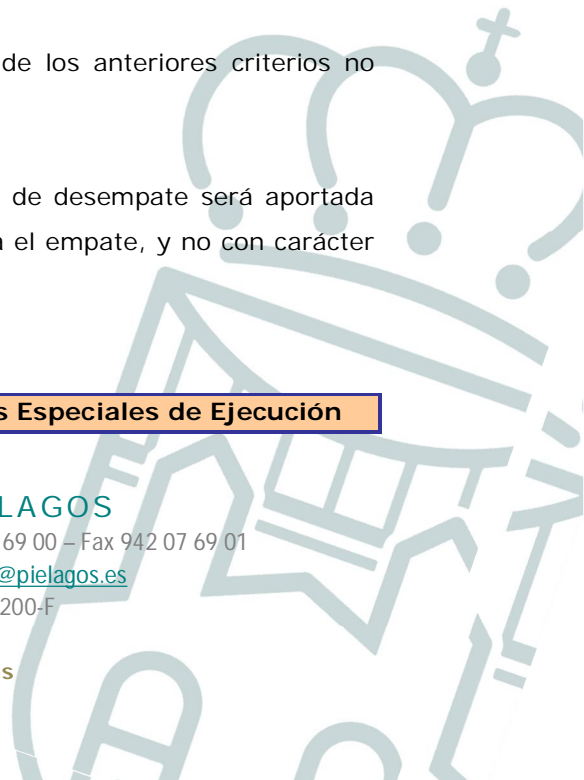 de los anteriores criterios no
de desempate será aportada
el empate, y no con carácter
s Especiales de Ejecución
LAGOS
69 00 – Fax 942 07 69 01
@pielagos.es
200-F
s